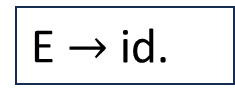 E → id.